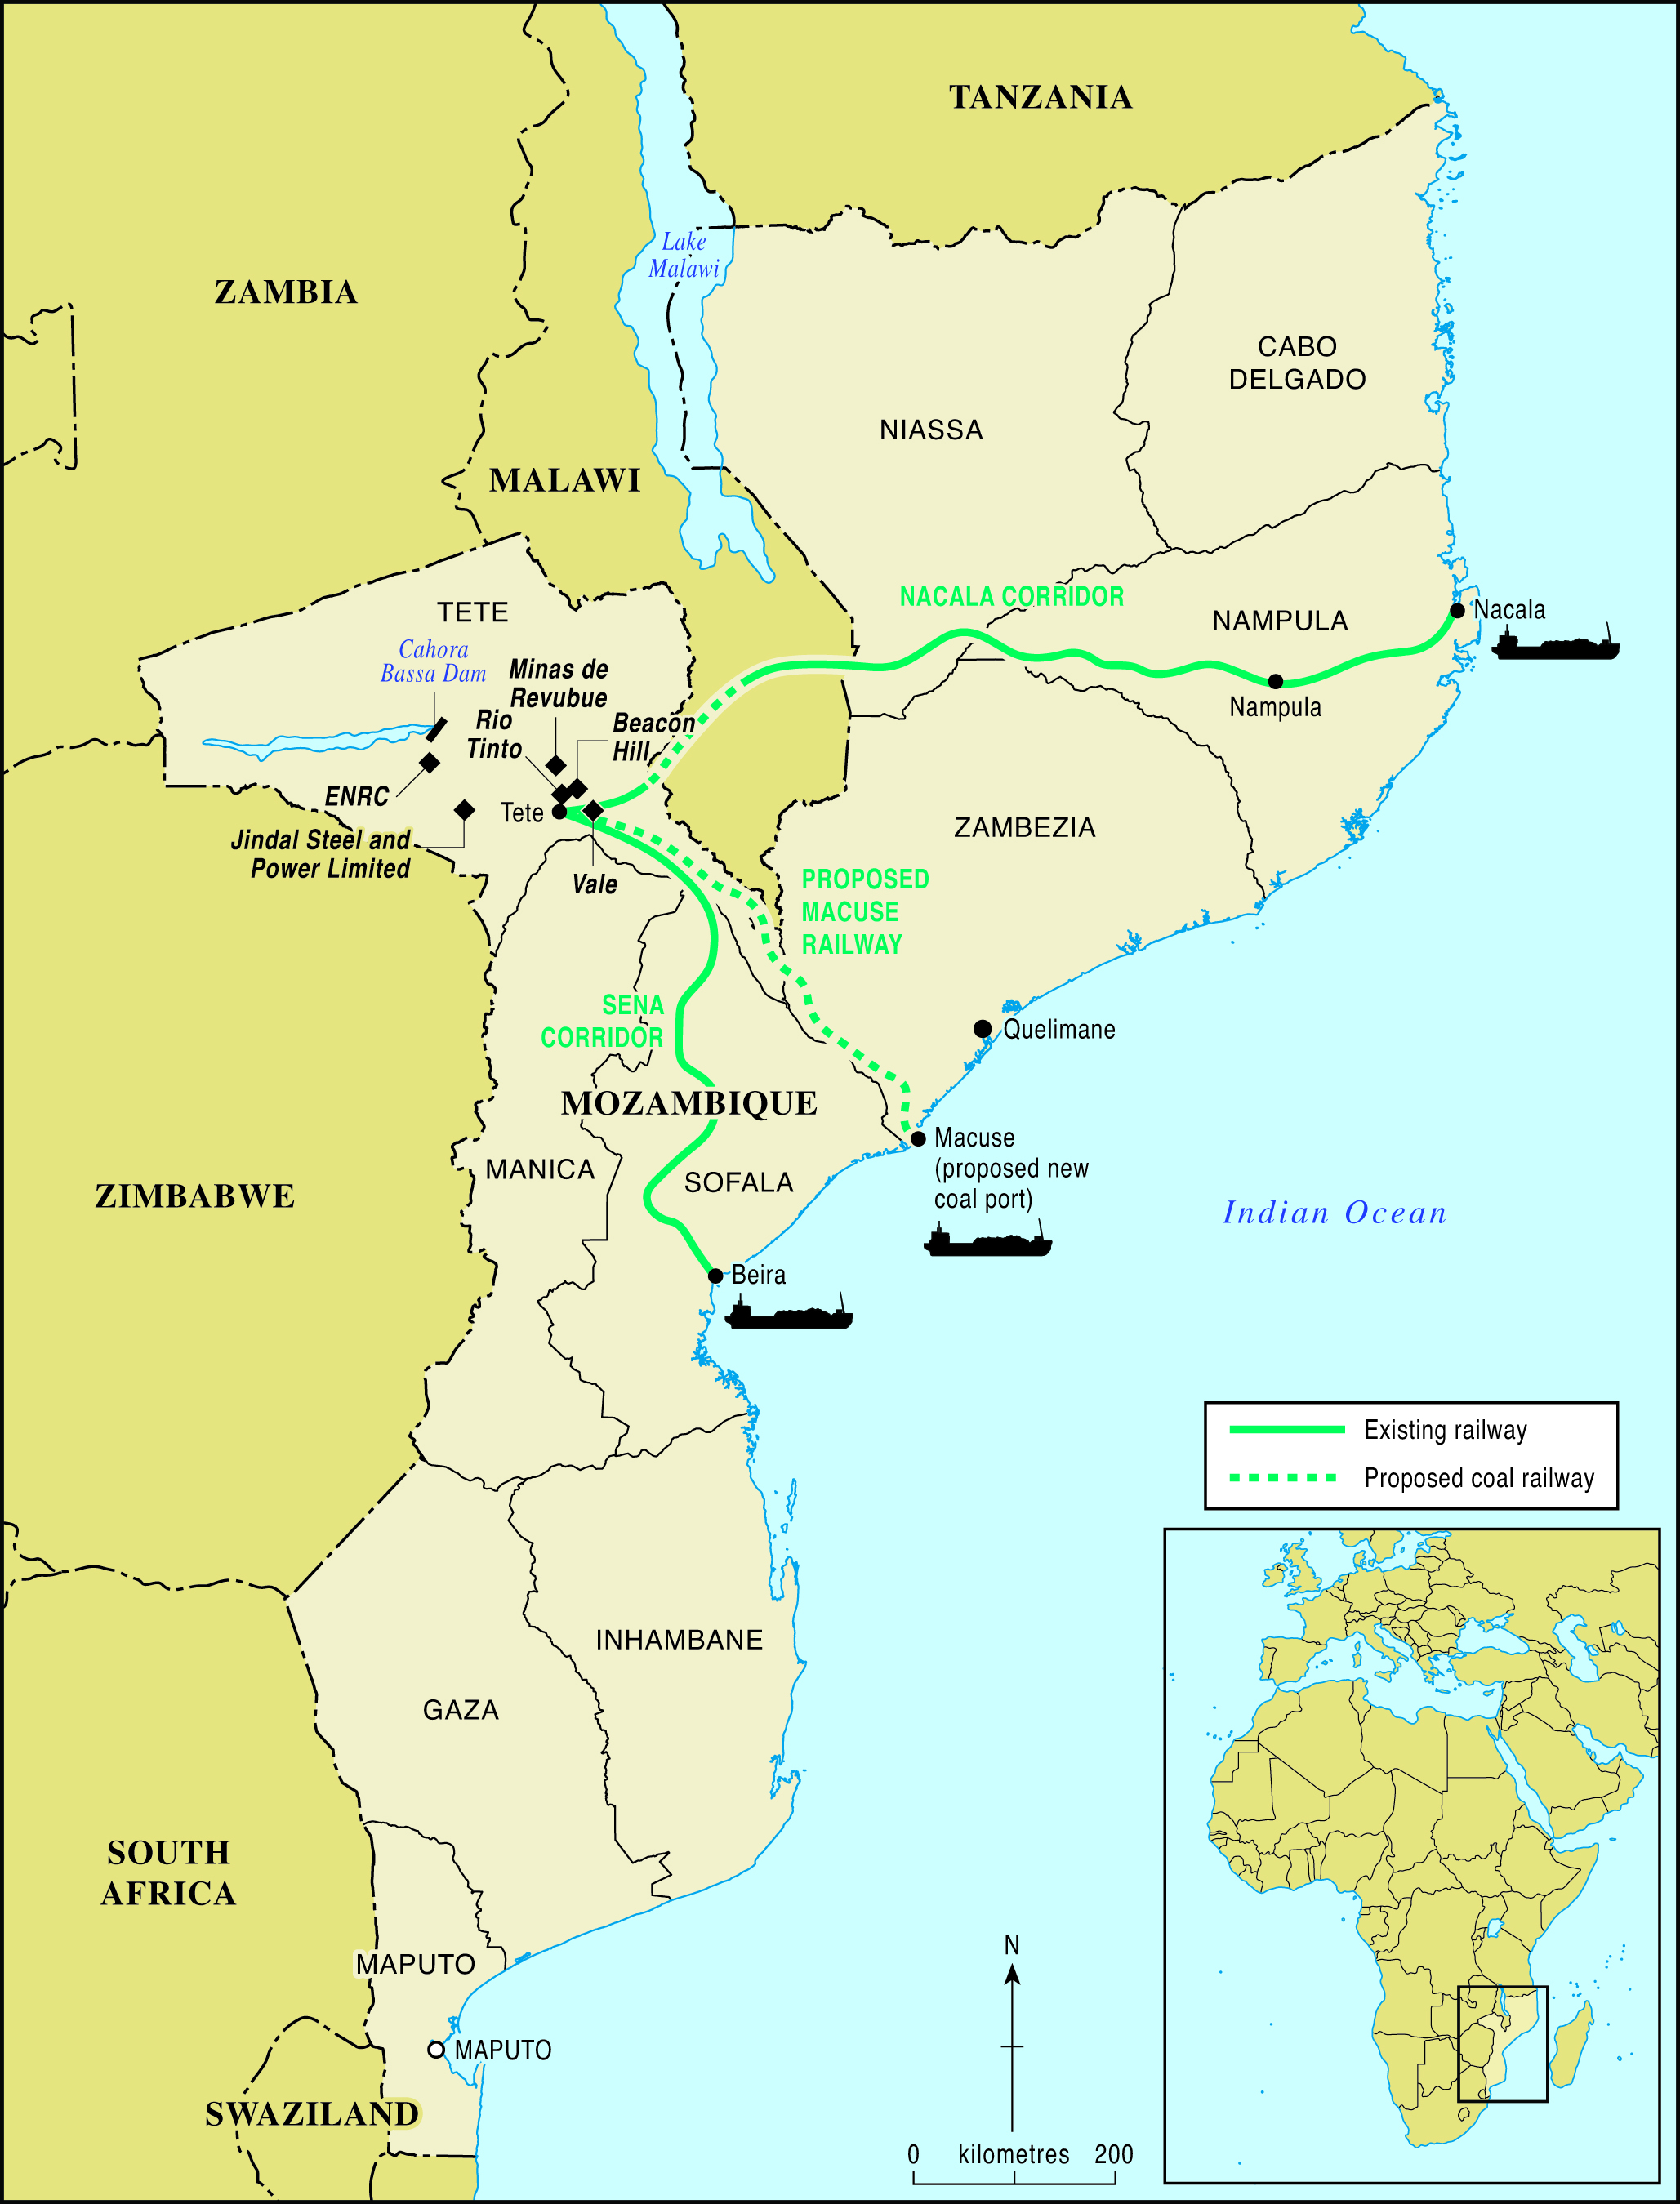 TANZANIA
Lake
Malawi
ZAMBIA
CABO
DELGADO
NIASSA
MALAWI
NACALA CORRIDOR
Nacala
TETE
NAMPULA
Cahora
Bassa Dam
Minas de
Revubue
Nampula
Rio
Tinto
Beacon
Hill
ENRC
Tete
Jindal Steel and
Power Limited
Vale
ZAMBEZIA
PROPOSED
MACUSE
RAILWAY
SENA
CORRIDOR
Quelimane
MOZAMBIQUE
Macuse
(proposed new
coal port)
MANICA
SOFALA
ZIMBABWE
Indian Ocean
Beira
Existing railway
Proposed coal railway
INHAMBANE
GAZA
SOUTH
AFRICA
MAPUTO
N
MAPUTO
SWAZILAND
0 kilometres 200